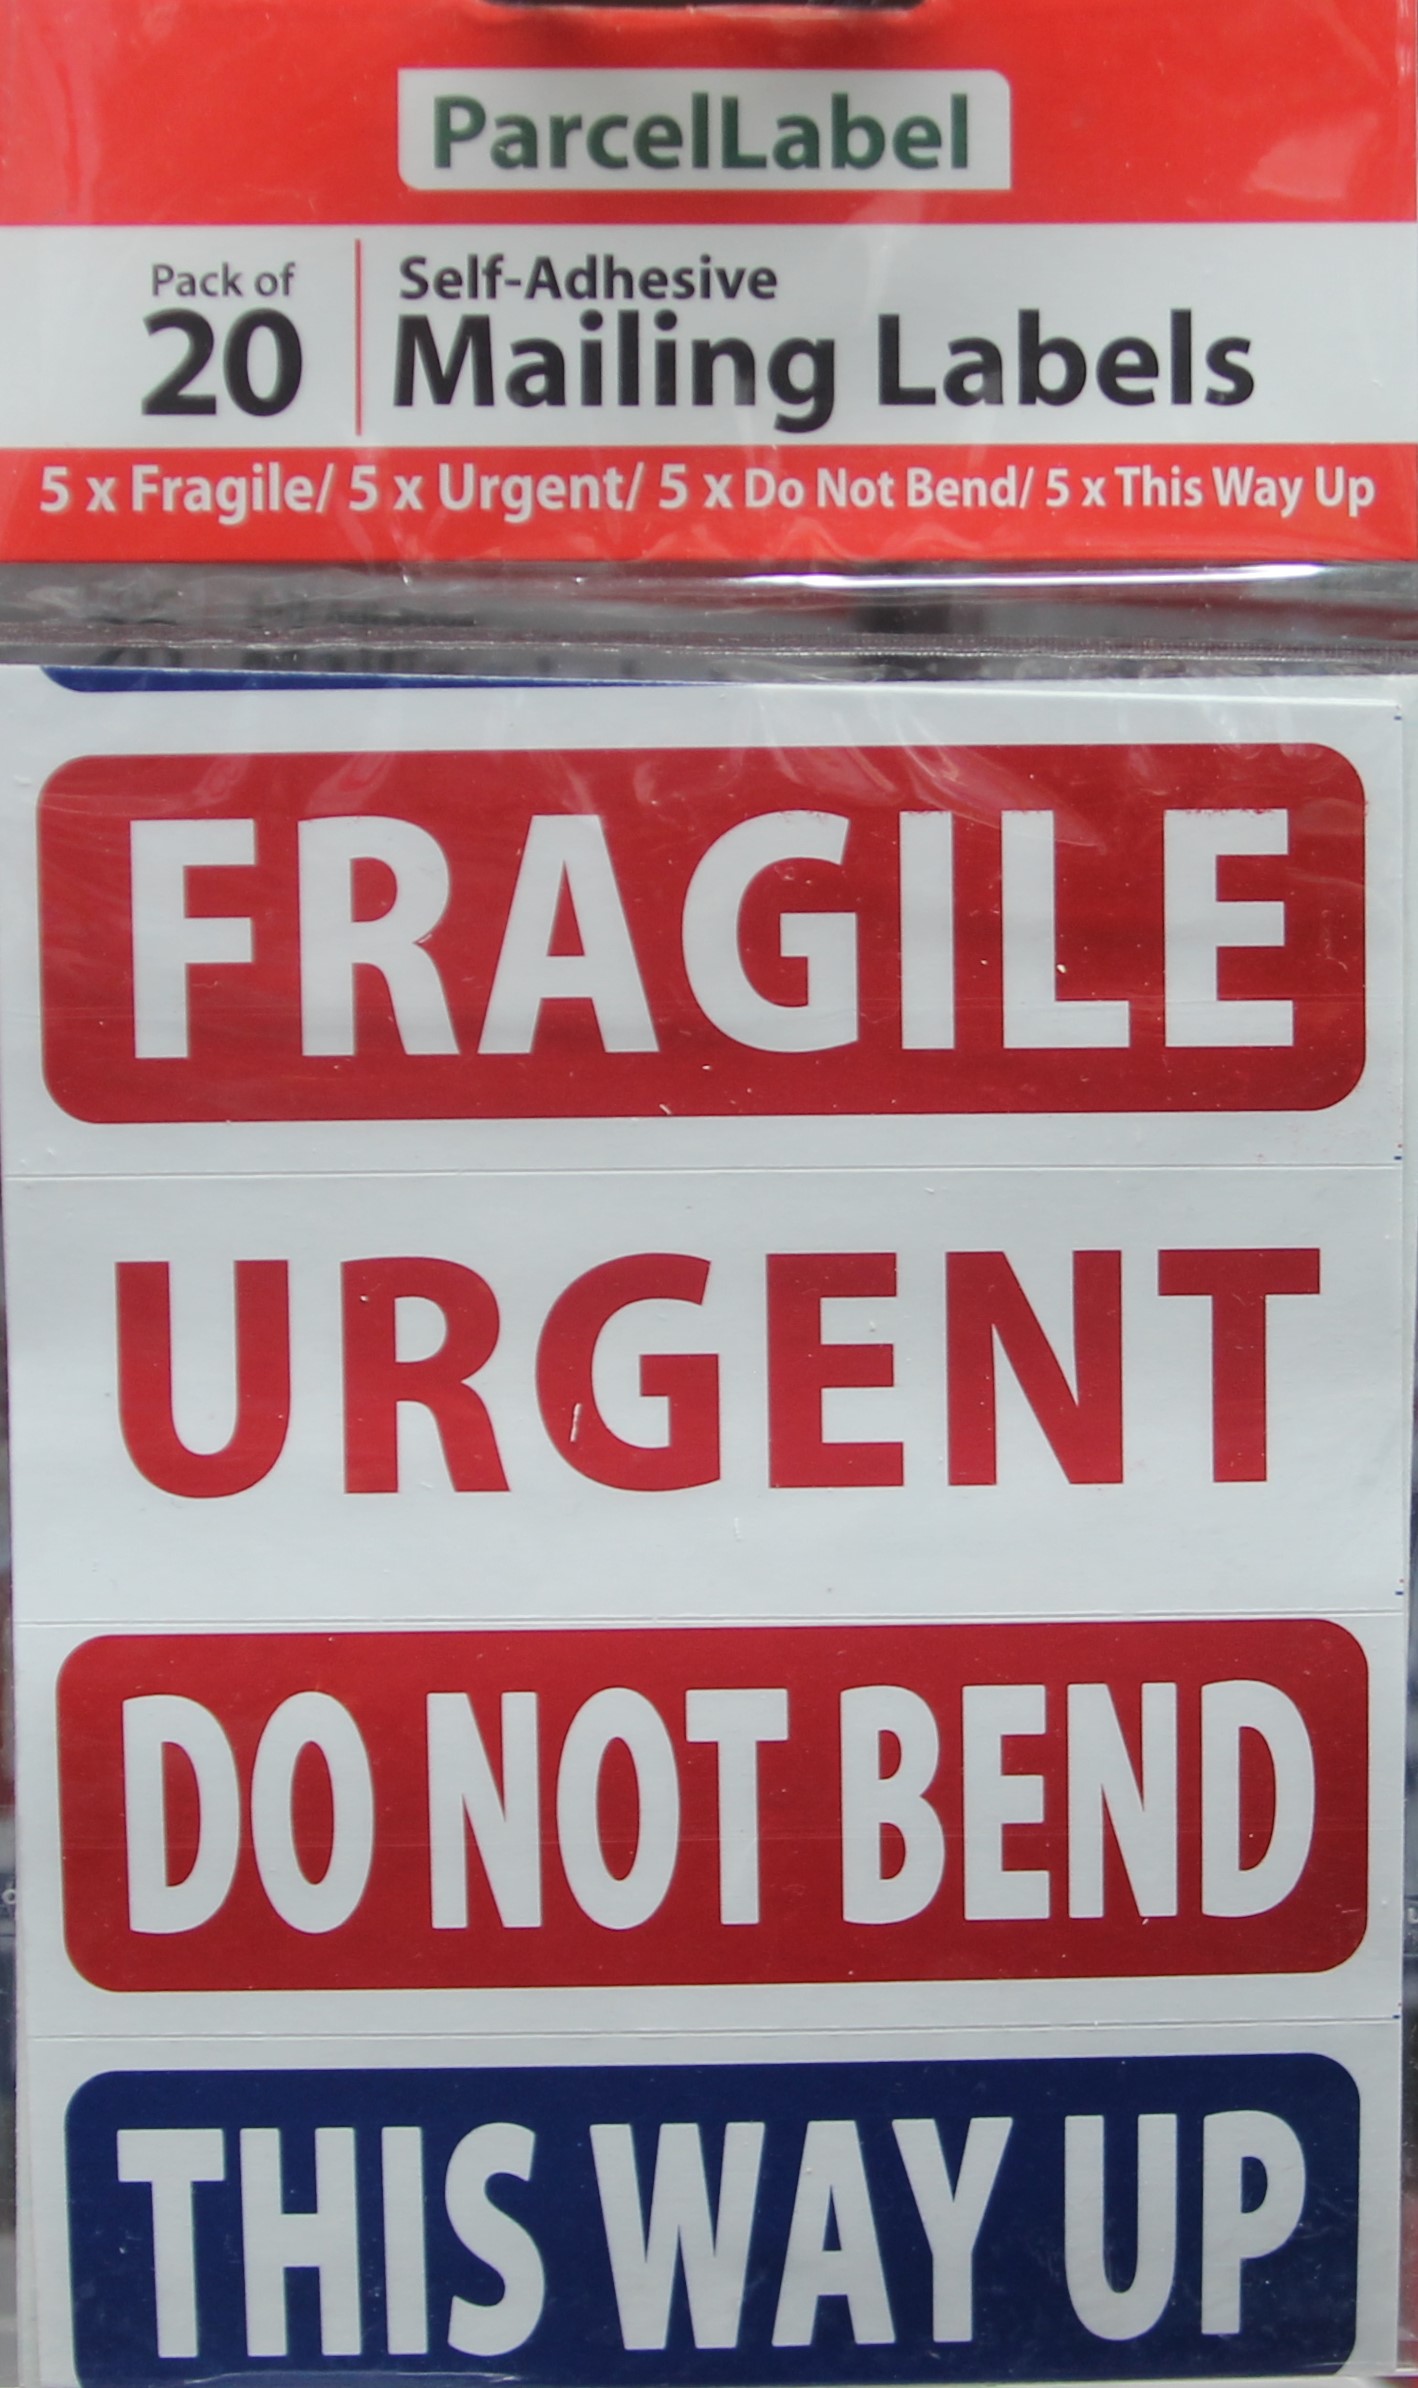 ParcelLabel
Pack of
20
Self-Adhesive
Mailing Labels
5 x Fragile/ 5 x Urgent/ 5 x Do Not Bend/ 5 x This Way Up
FRAGILE
URGENT
DO NOT BEND
THIS WAY UP